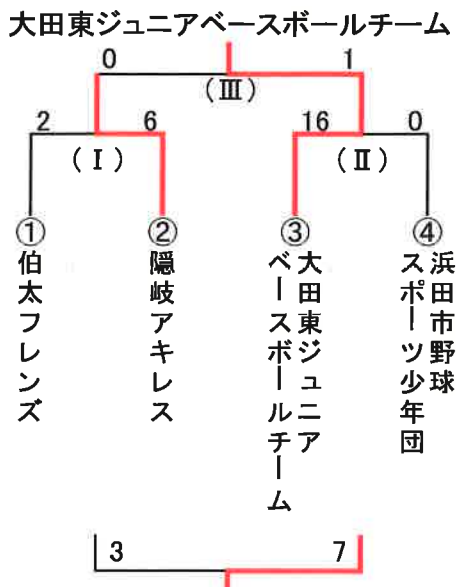 大田東ジュニアベースボールチーム
0 1
(Ⅲ)
2 6 16 0
(Ⅰ) (Ⅱ)
① ② ③ ④
伯太フレンズ
隠岐アキレス
大田東ジュニア
ベースボールチーム
浜田市野球
スポーツ少年団
3 7